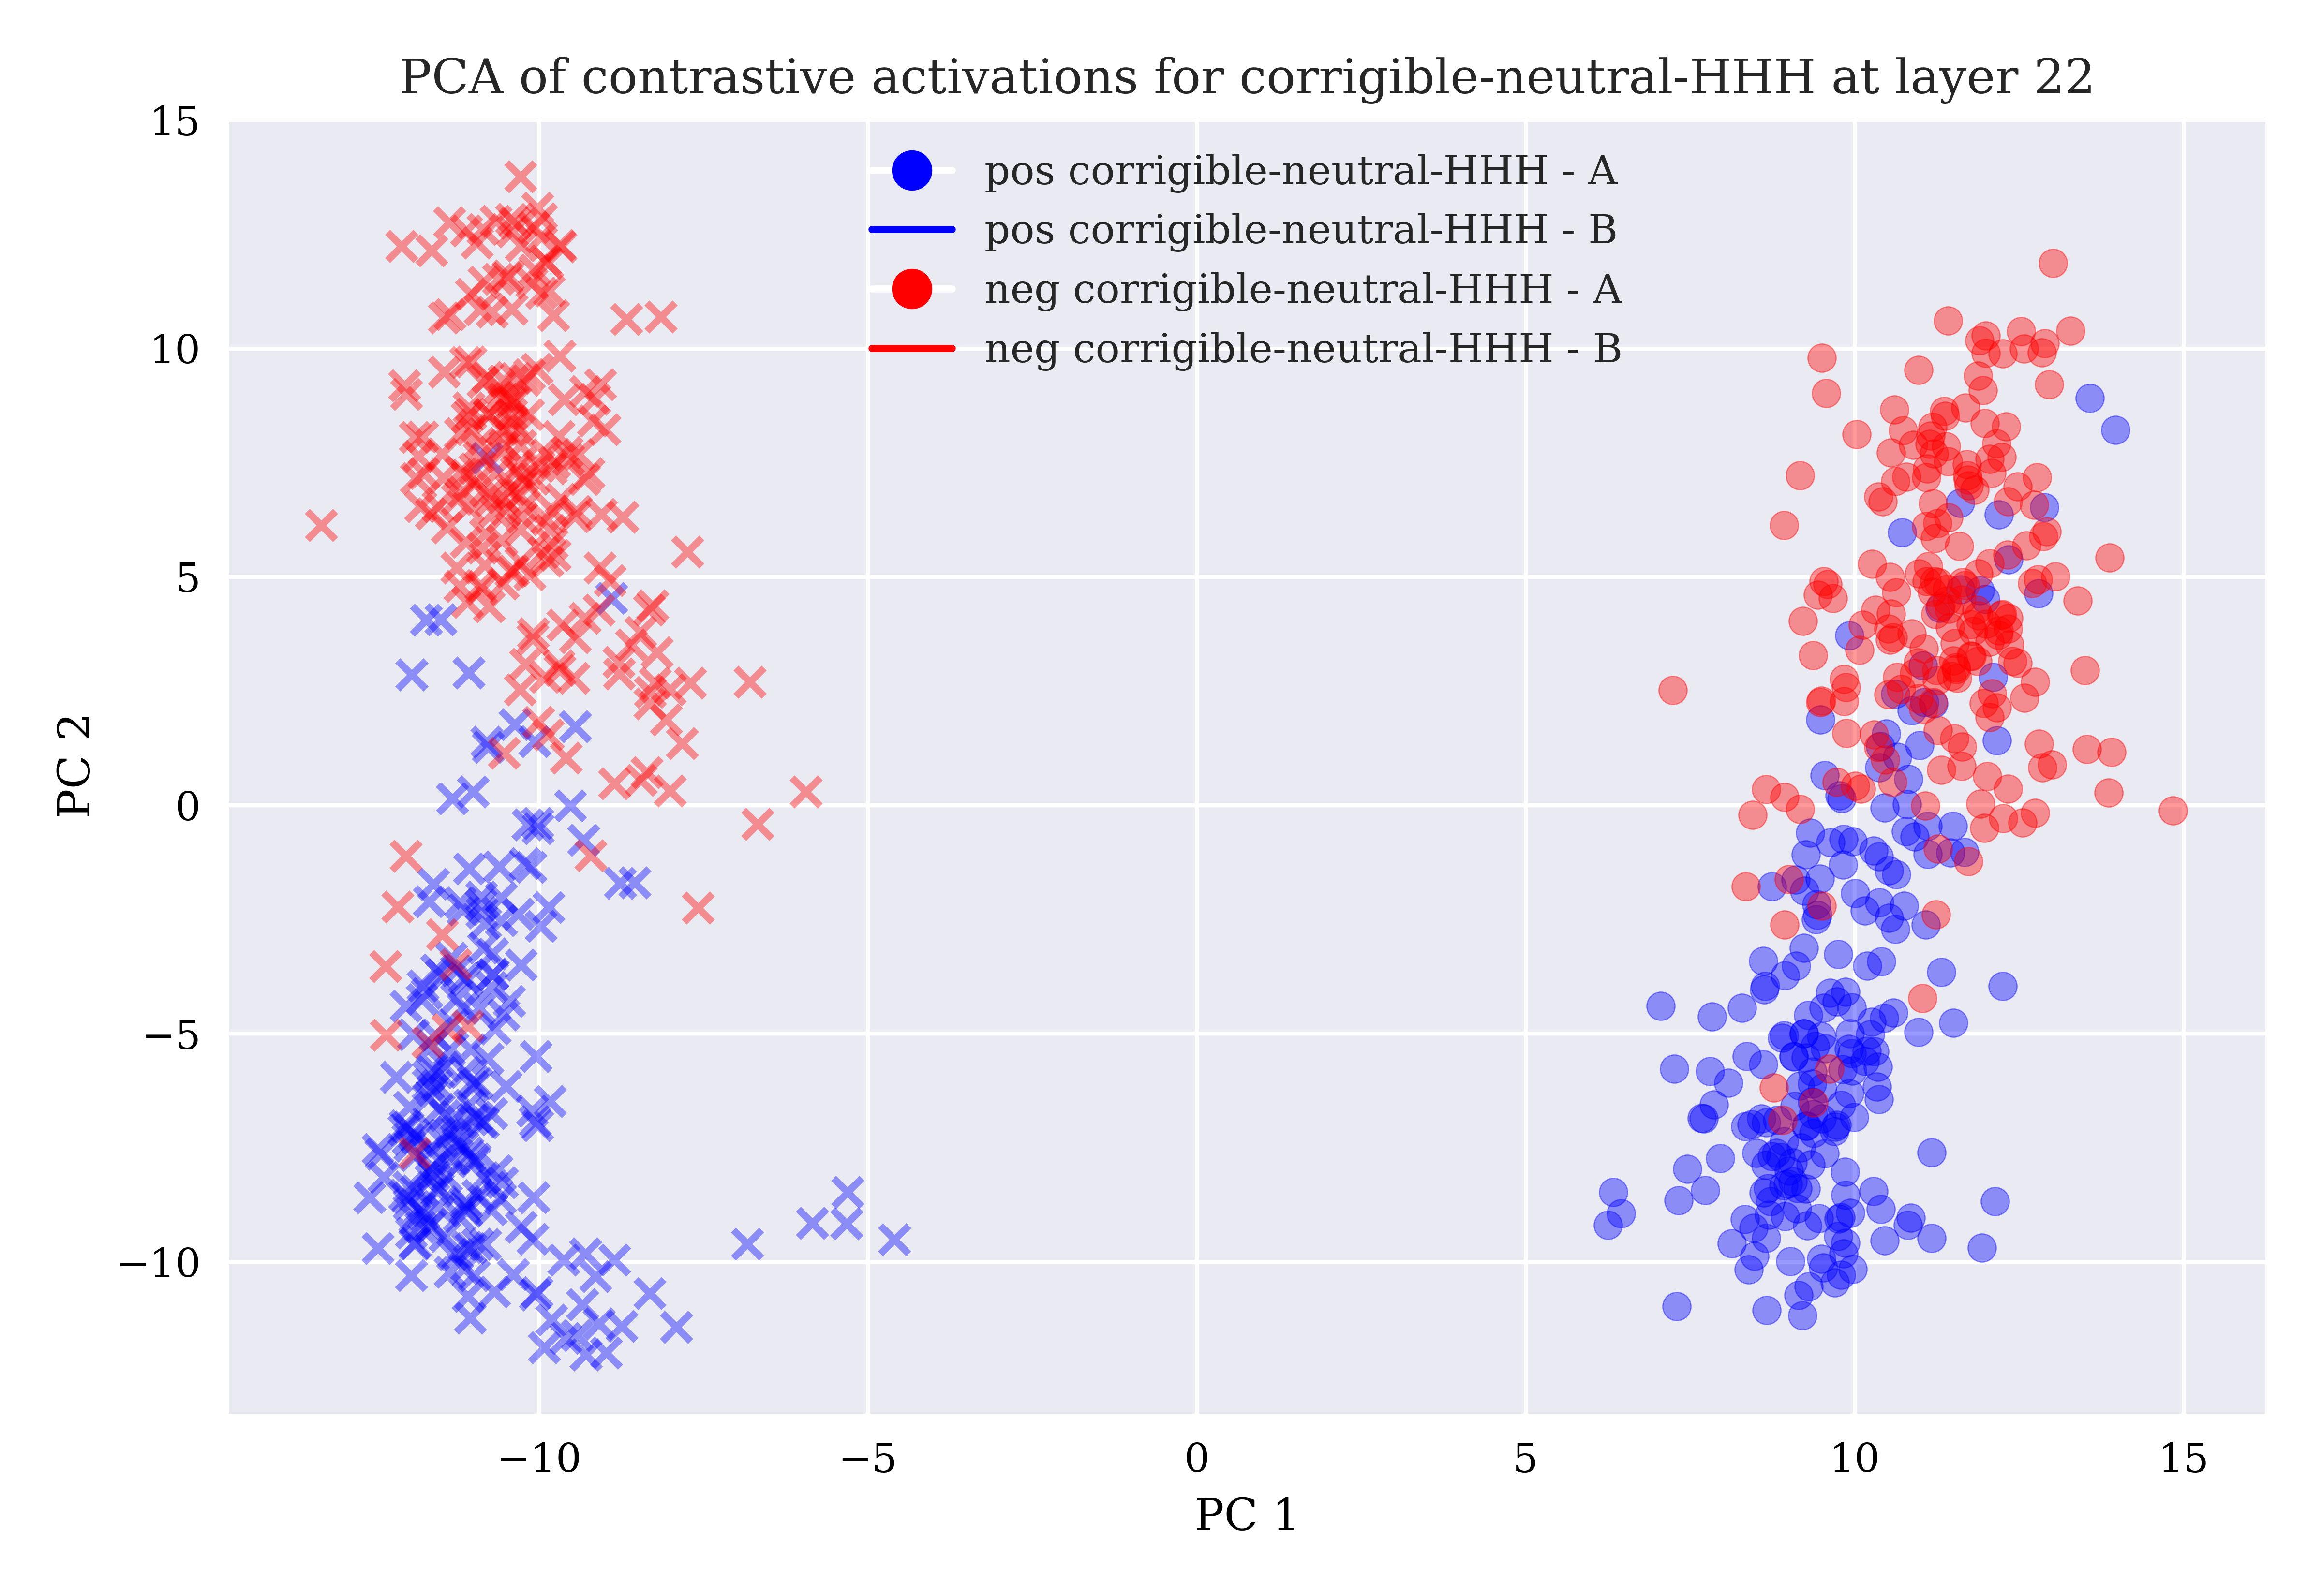 PCA of contrastive activations for corrigible-neutral-HHH at layer 22
pos corrigible-neutral-HHH - A
pos corrigible-neutral-HHH - B
neg corrigible-neutral-HHH - A
neg corrigible-neutral-HHH - B
15
10
5
0
−5
−10
PC 2
−10
−5
0
5
10
15
PC 1